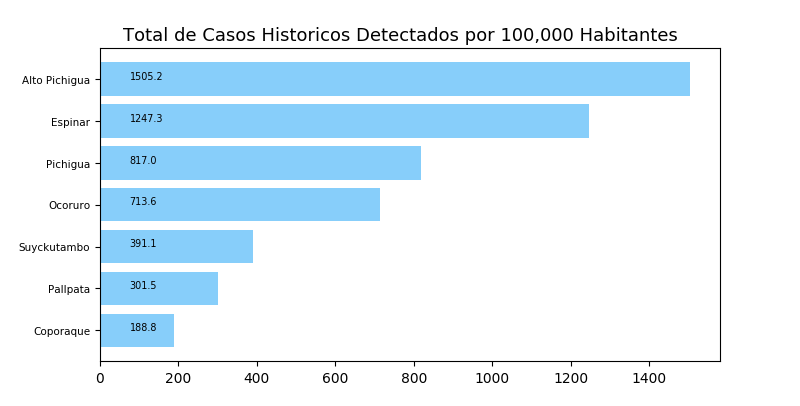 Total de Casos Historicos Detectados por 100,000 Habitantes
Alto Pichigua 1505.2
Espinar 1247.3
Pichigua 817.0
Ocoruro 713.6
Suyckutambo 391.1
Pallpata 301.5
Coporaque 188.8
0 200 400 600 800 1000 1200 1400